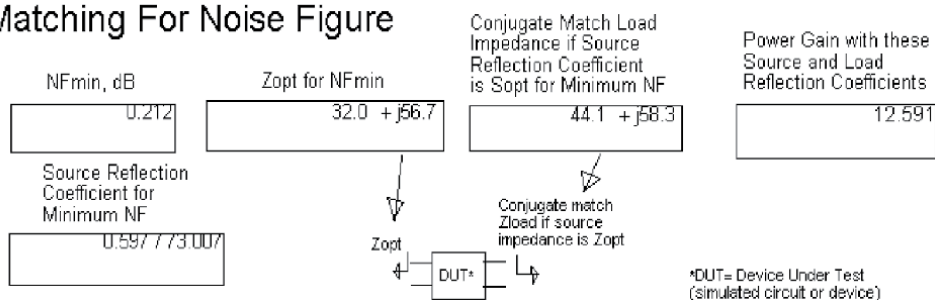 Matching For Noise Figure
NFmin, dB
0.212
Zopt for NFmin
32.0 + j56.7
Conjugate Match Load
Impedance if Source
Reflection Coefficient
is Sopt for Minimum NF
44.1 + j58.3
Power Gain with these
Source and Load
Reflection Coefficients
12.591
Source Reflection
Coefficient for
Minimum NF
0.597 / 73.007
Zopt
DUT*
Conjugate match
Zload if source
impedance is Zopt
*DUT= Device Under Test
(simulated circuit or device)